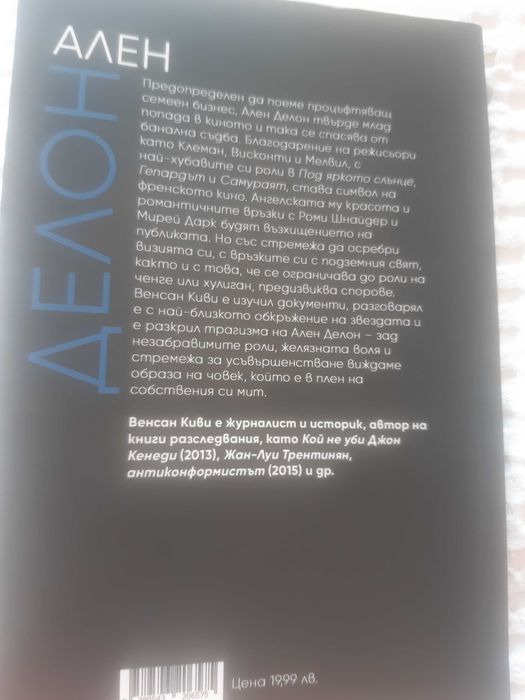 АЛЕН
ДЕЛОН
Предопределен да поеме процъфтяващ
семеен бизнес, Ален Делон твърде млад
попада в киното и така се спасява от
банална съдба. Благодарение на режисьори
като Клеман, Висконти и Мелвил, с
най-хубавите си роли в Под яркото слънце,
Гепардът и Самураят, става символ на
френското кино. Ангелската му красота и
романтичните връзки с Роми Шнайдер и
Мирей Дарк будят възхищението на
публиката. Но със стремежа да осребри
визията си, с връзките си с подземния свят,
както и с това, че се ограничава до роли на
ченге или хулиган, предизвиква спорове.
Венсан Киви е изучил документи, разговарял
е с най-близкото обкръжение на звездата и
е разкрил трагизма на Ален Делон – зад
незабравимите роли, желязната воля и
стремежа за усъвършенстване виждаме
образа на човек, който е в плен на
собствения си мит.
Венсан Киви е журналист и историк, автор на
книги разследвания, като Кой не уби Джон
Кенеди (2013), Жан-Луи Трентинян,
антиконформистът (2015) и др.
Цена 19,99 лв.